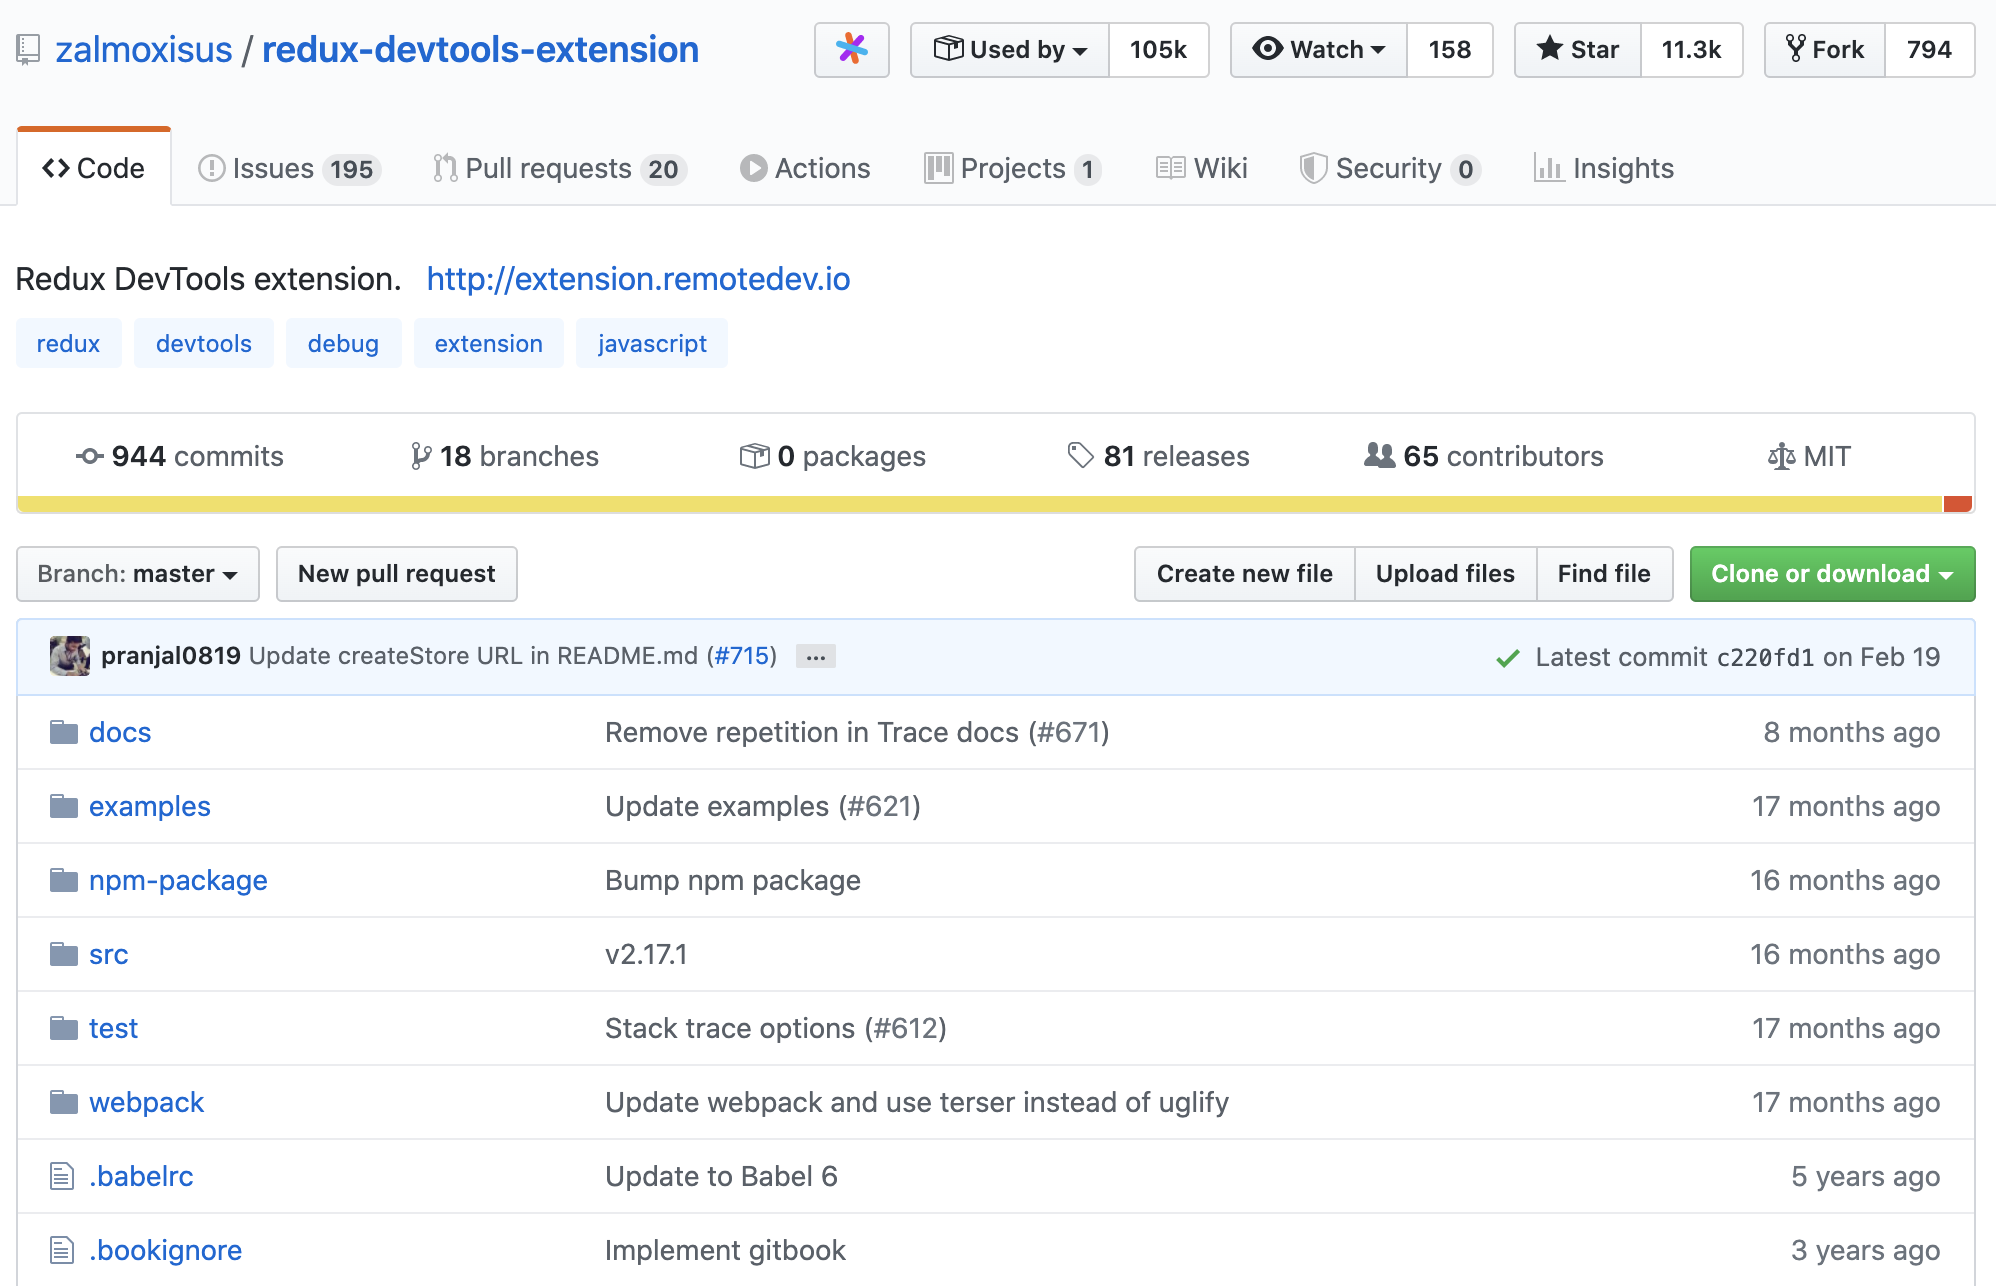 zalmoxisus / redux-devtools-extension Used by 105k Watch 158 Star 11.3k Fork 794
Code Issues 195 Pull requests 20 Actions Projects 1 Wiki Security 0 Insights
Redux DevTools extension. http://extension.remotedev.io
redux devtools debug extension javascript
944 commits 18 branches 0 packages 81 releases 65 contributors MIT
Branch: master New pull request Create new file Upload files Find file Clone or download
pranjal0819 Update createStore URL in README.md (#715) ... Latest commit c220fd1 on Feb 19
docs Remove repetition in Trace docs (#671) 8 months ago
examples Update examples (#621) 17 months ago
npm-package Bump npm package 16 months ago
src v2.17.1 16 months ago
test Stack trace options (#612) 17 months ago
webpack Update webpack and use terser instead of uglify 17 months ago
.babelrc Update to Babel 6 5 years ago
.bookignore Implement gitbook 3 years ago